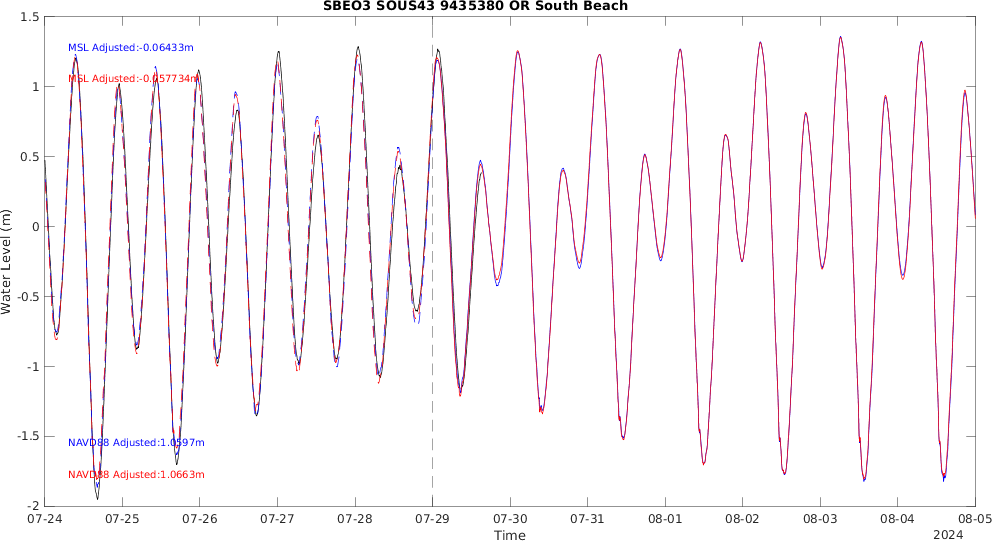 SBEO3 SOUS43 9435380 OR South Beach
1.5
MSL Adjusted:-0.06433m
MSL Adjusted:-0.057734m
1
0.5
0
Water Level (m)
-0.5
-1
-1.5
NAVD88 Adjusted:1.0597m
NAVD88 Adjusted:1.0663m
-2
07-24 07-25 07-26 07-27 07-28 07-29 07-30 07-31 08-01 08-02 08-03 08-04 08-05
Time
2024